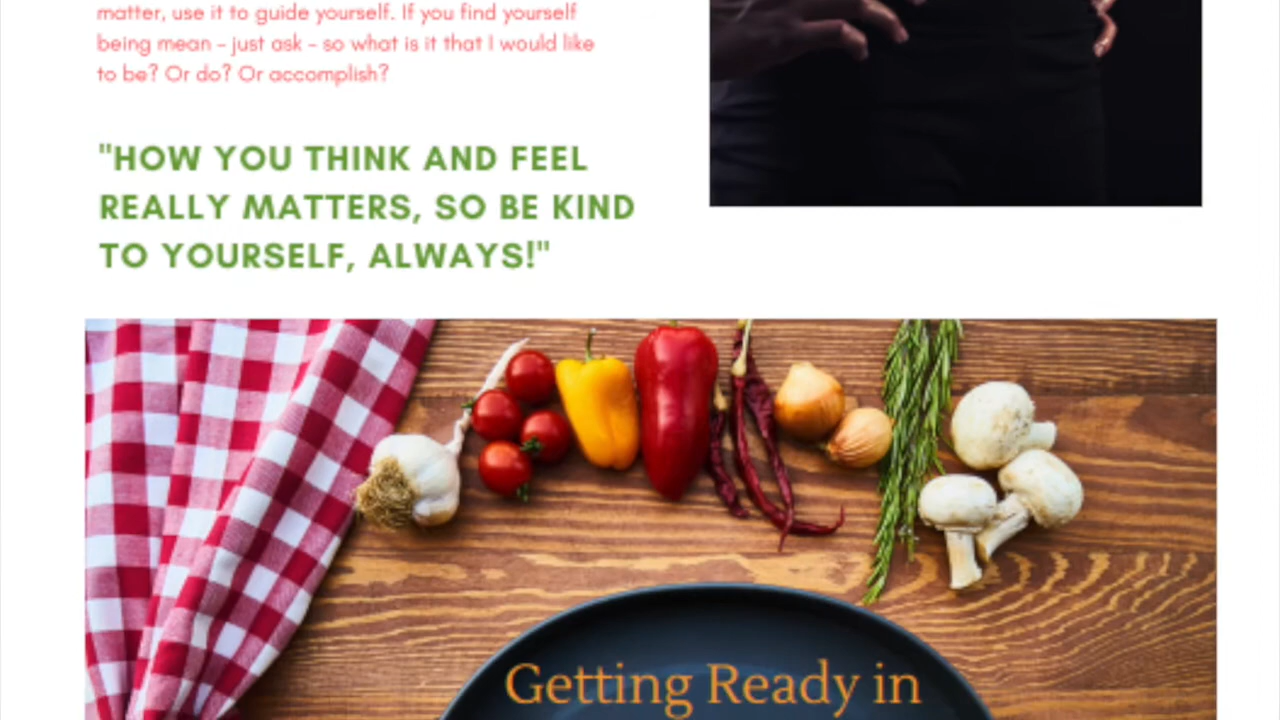 matter, use it to guide yourself. If you find yourself
being mean - just ask - so what is it that I would like
to be? Or do? Or accomplish?
"HOW YOU THINK AND FEEL
REALLY MATTERS, SO BE KIND
TO YOURSELF, ALWAYS!"
Getting Ready in